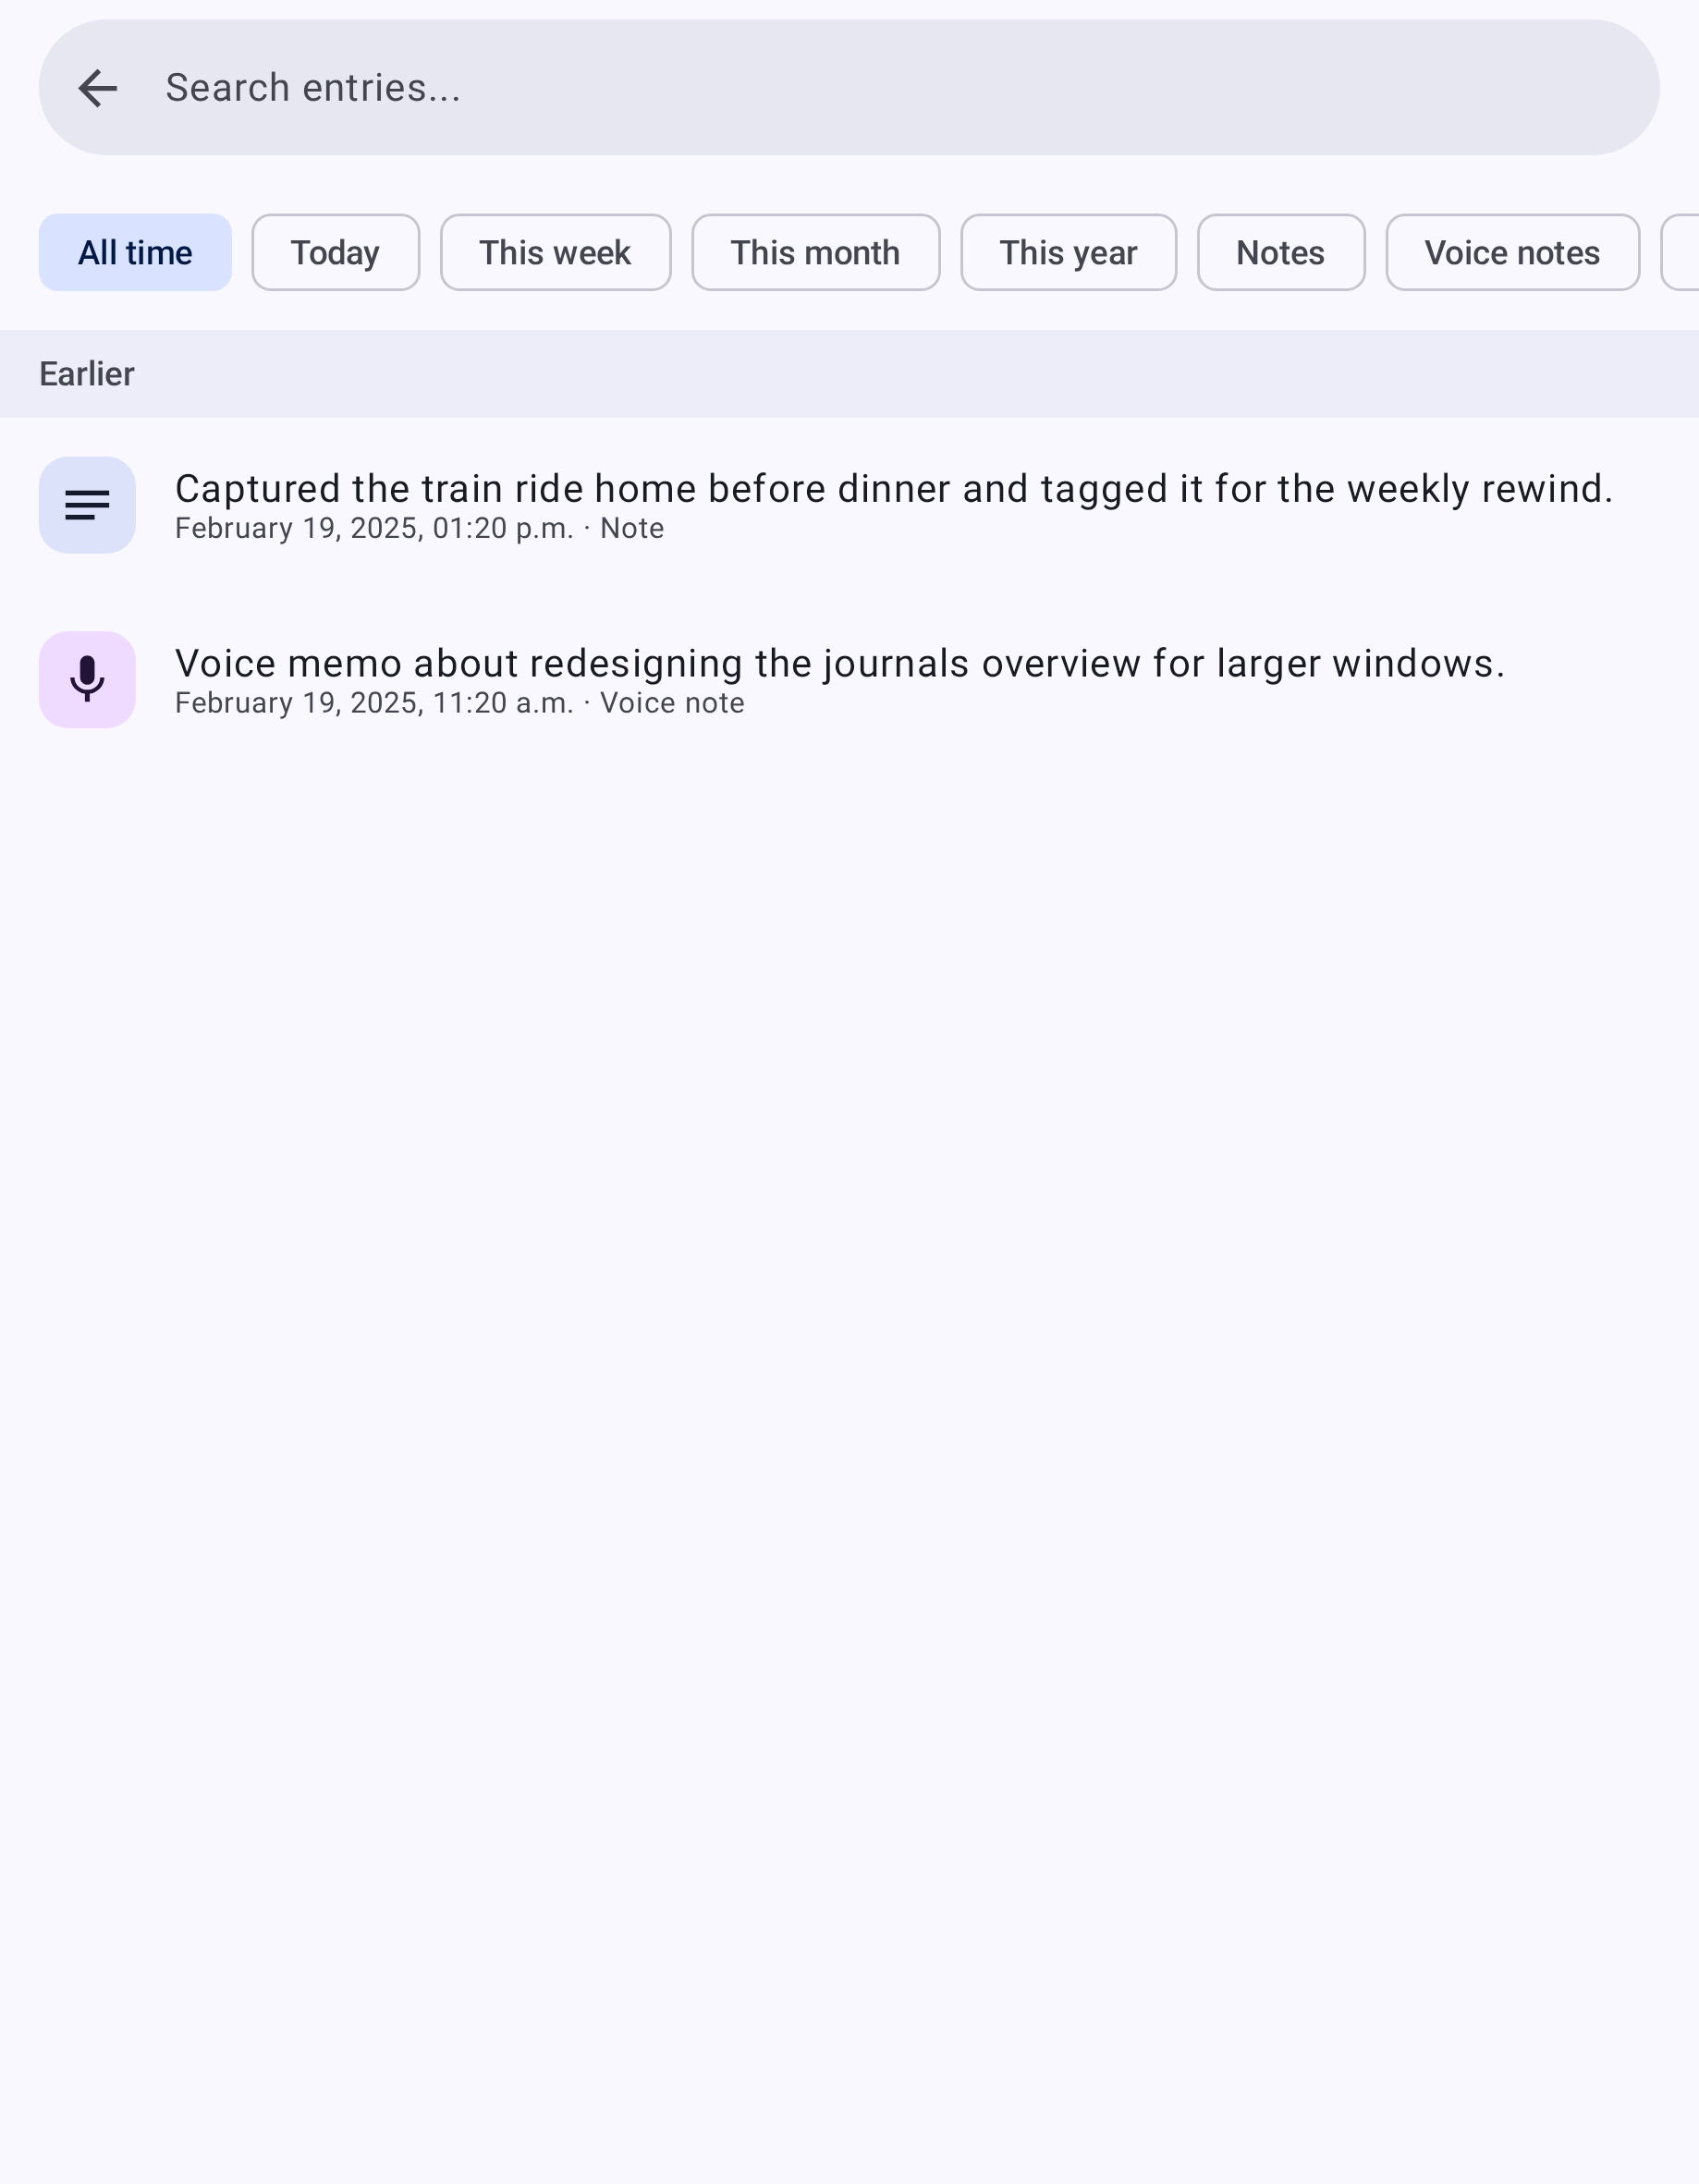 Search entries...
All time
Today
This week
This month
This year
Notes
Voice notes
Earlier
Captured the train ride home before dinner and tagged it for the weekly rewind.
February 19, 2025, 01:20 p.m. · Note
Voice memo about redesigning the journals overview for larger windows.
February 19, 2025, 11:20 a.m. · Voice note